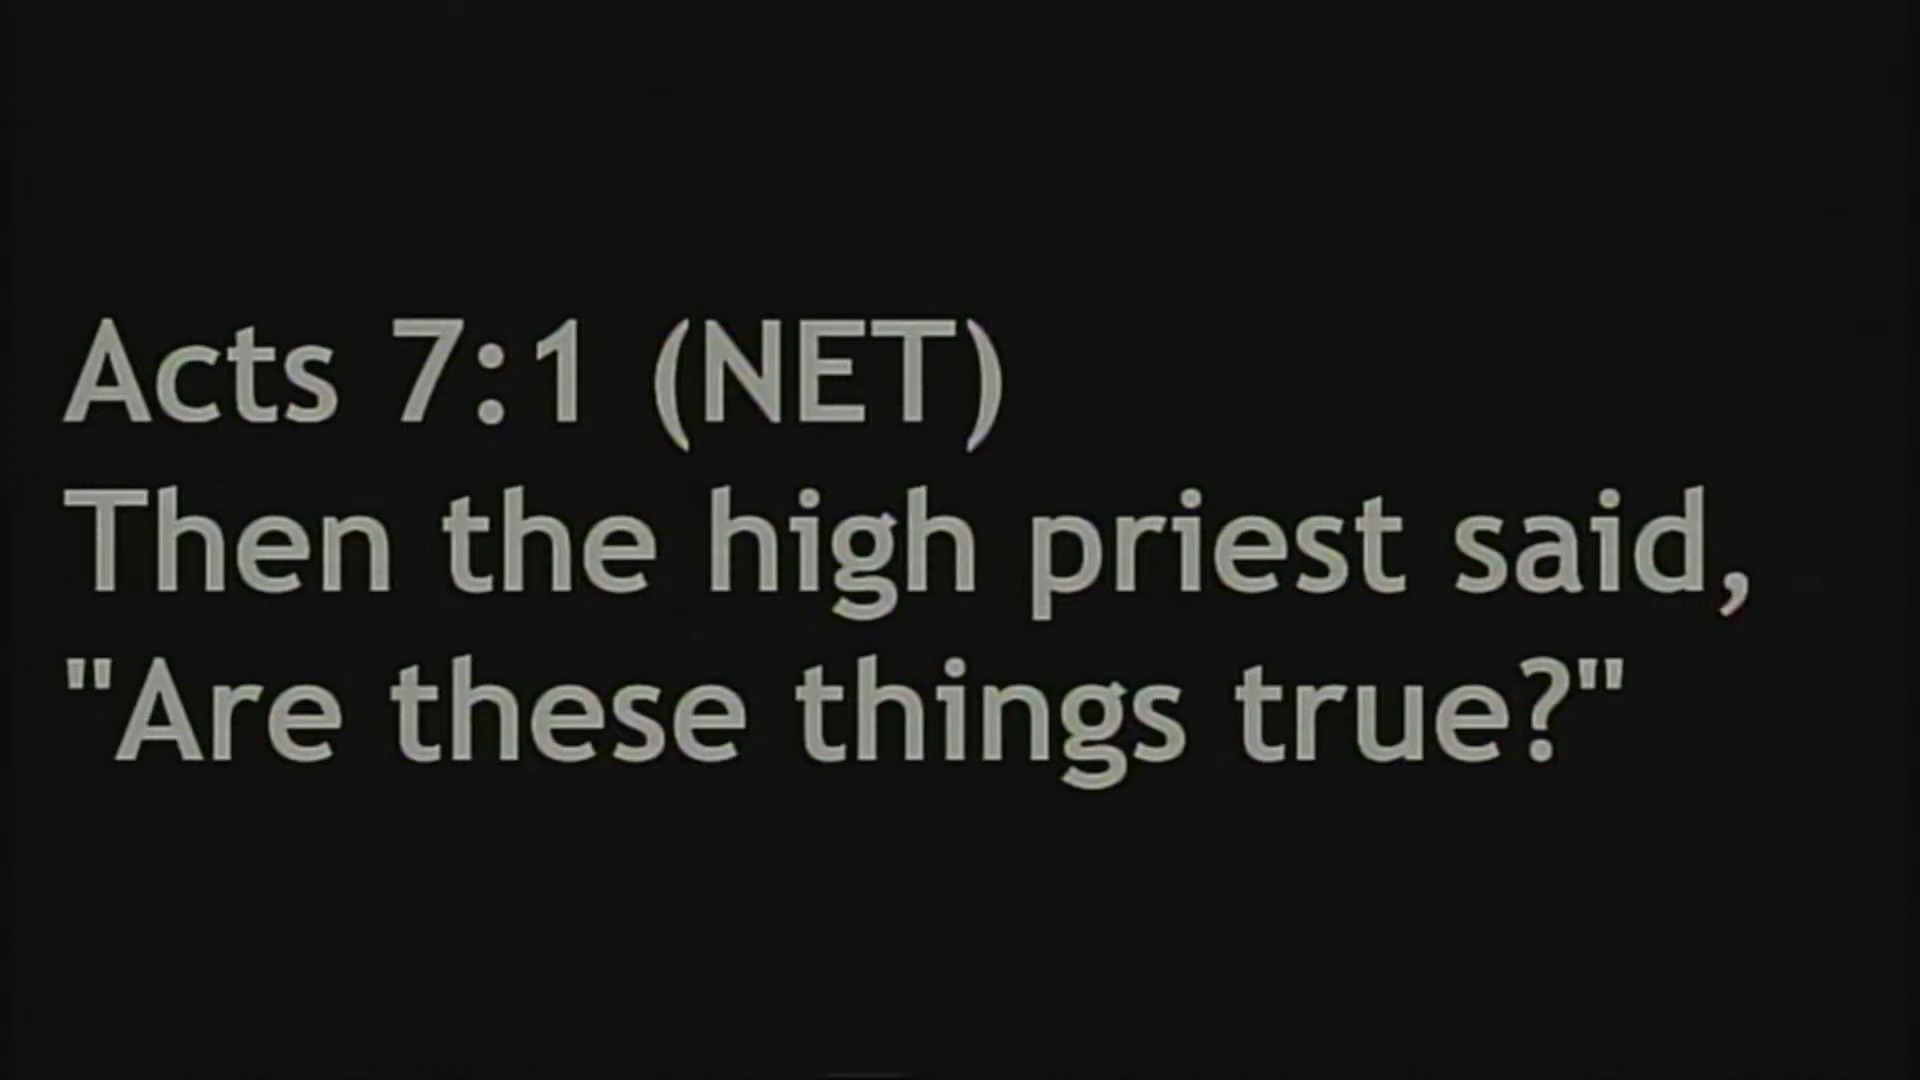 Acts 7:1 (NET)
Then the high priest said,
"Are these things true?"